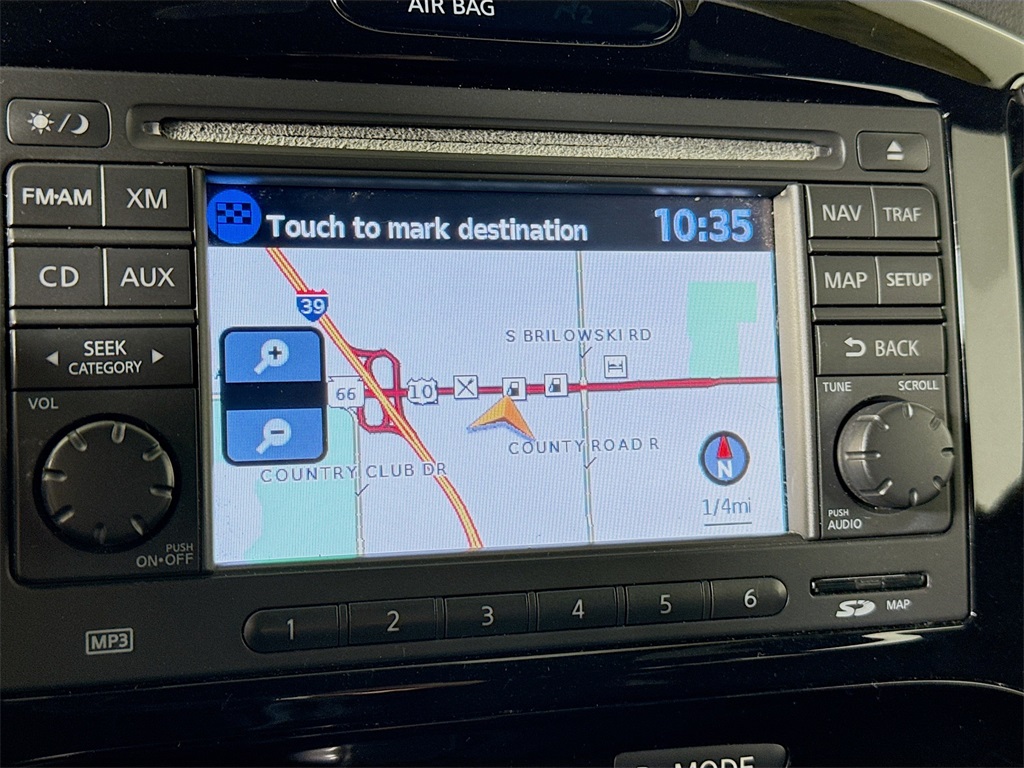 AIR BAG
FM•AM
XM
CD
AUX
SEEK
CATEGORY
VOL
PUSH
ON•OFF
Touch to mark destination
10:35
39
S BRILOWSKI RD
66
10
COUNTY ROAD R
COUNTRY CLUB DR
N
1/4mi
NAV
TRAF
MAP
SETUP
BACK
TUNE
SCROLL
PUSH
AUDIO
1
2
3
4
5
6
SD
MAP
MP3
MODE